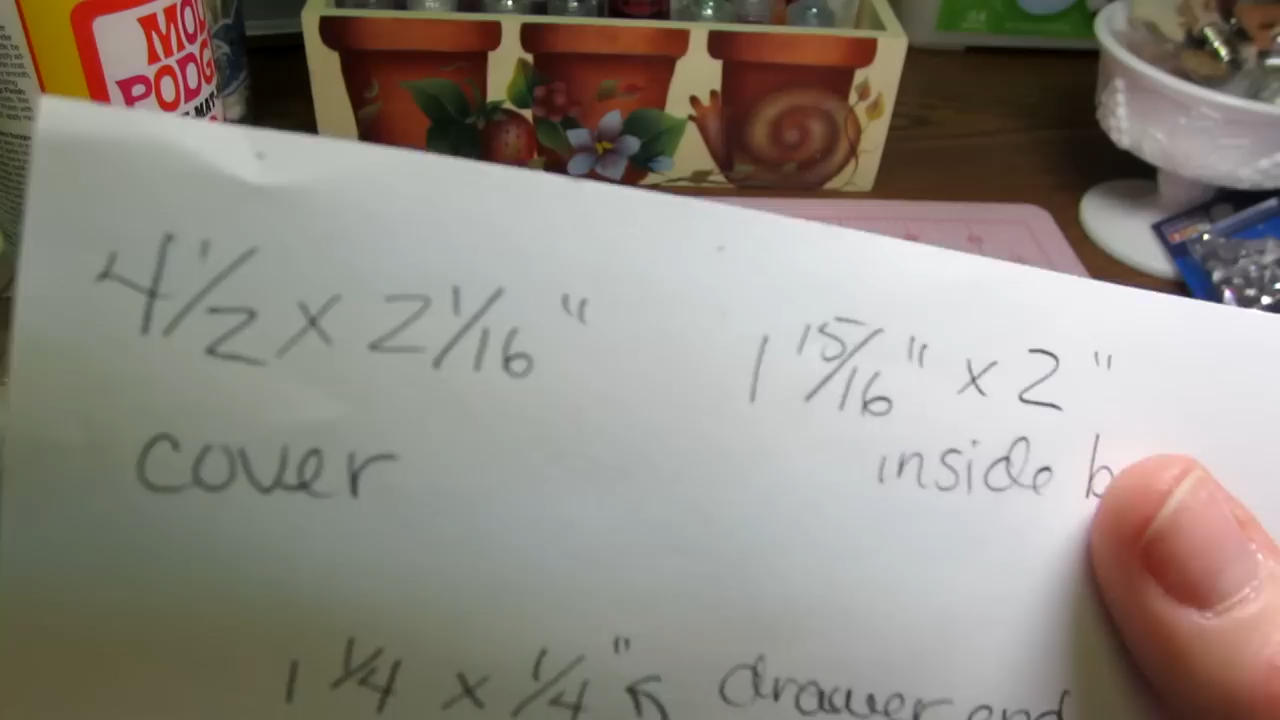 MOD
PODG
MAT
4 1/2 x 2 1/16 "
cover
1 15/16 " x 2 "
inside b
1 1/4 x 1/4 " drawer end